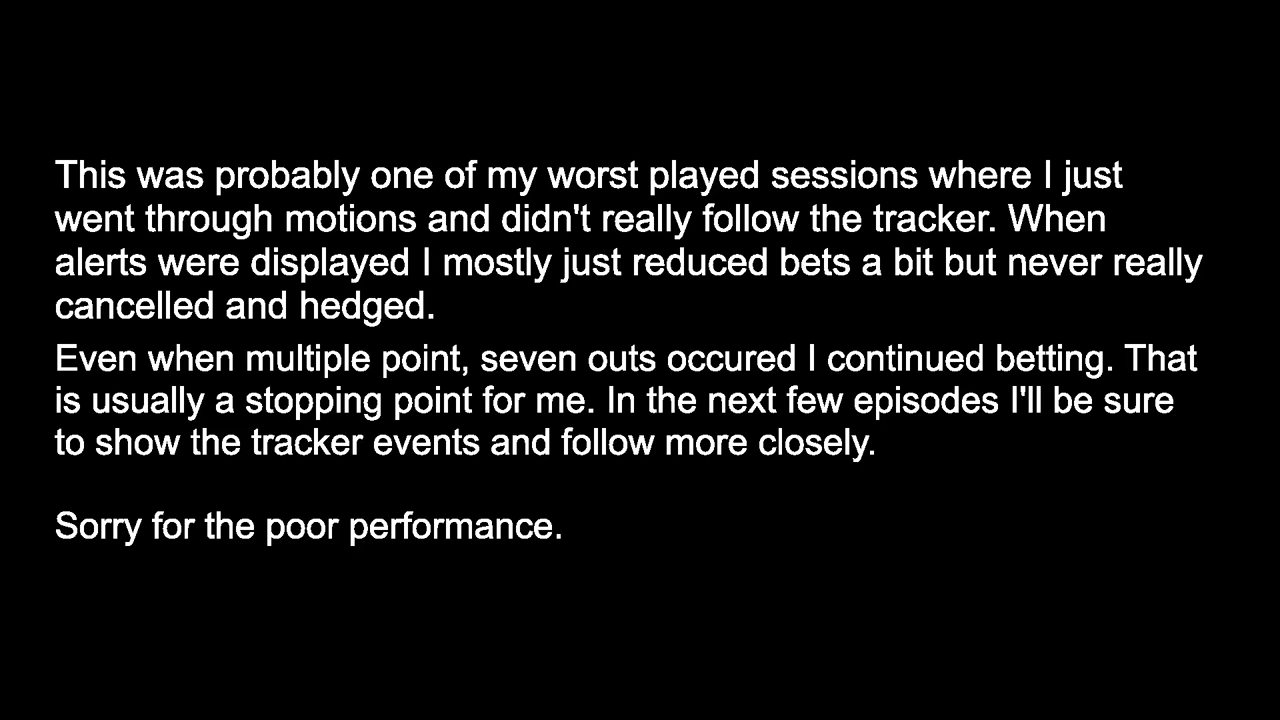 This was probably one of my worst played sessions where I just
went through motions and didn't really follow the tracker. When
alerts were displayed I mostly just reduced bets a bit but never really
cancelled and hedged.
Even when multiple point, seven outs occured I continued betting. That
is usually a stopping point for me. In the next few episodes I'll be sure
to show the tracker events and follow more closely.
Sorry for the poor performance.